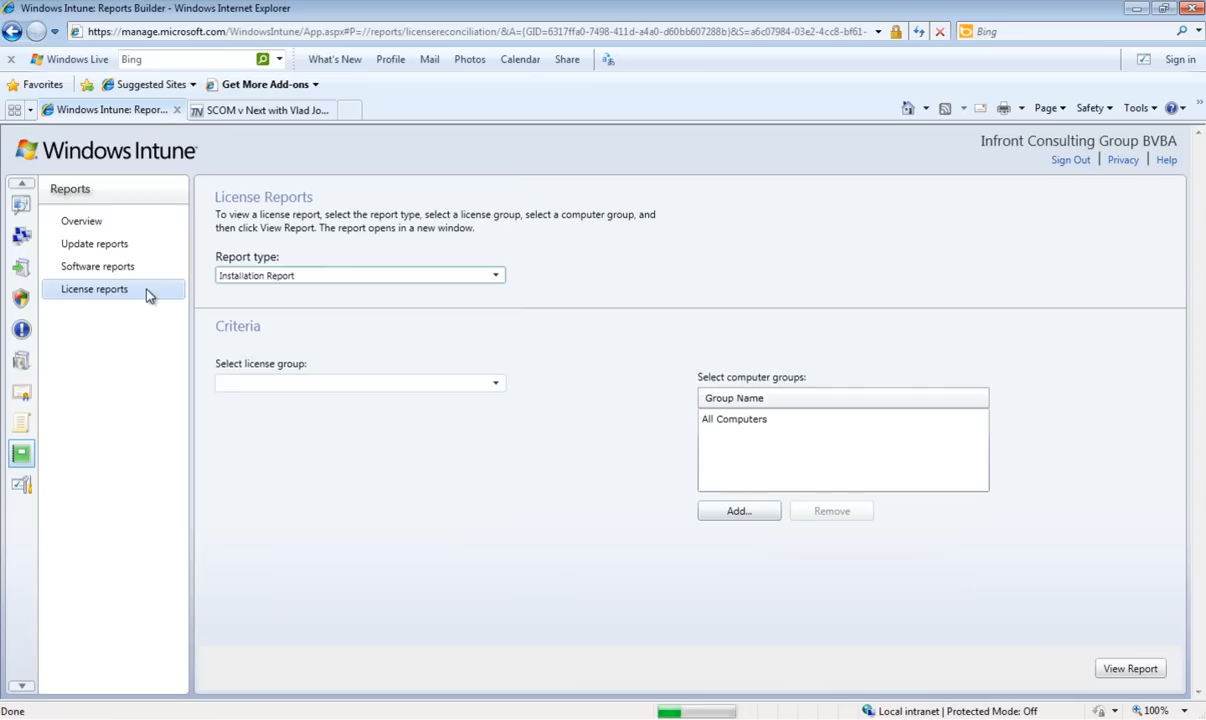 Windows Intune: Reports Builder - Windows Internet Explorer
https://manage.microsoft.com/WindowsIntune/App.aspx#P=/reports/licensereconciliation/&A={GID=6317ffa0-7498-411d-a4a0-d60bb607288b}&S=a6c07984-03e2-4cc8-bf61-
Bing
Windows Live Bing What's New Profile Mail Photos Calendar Share Sign in
Favorites Suggested Sites Get More Add-ons
Windows Intune: Repor... SCOM v Next with Vlad Jo... Page Safety Tools
Windows Intune
Infront Consulting Group BVBA
Sign Out | Privacy | Help
Reports
Overview
Update reports
Software reports
License reports
License Reports
To view a license report, select the report type, select a license group, select a computer group, and
then click View Report. The report opens in a new window.
Report type:
Installation Report
Criteria
Select license group:
Select computer groups:
Group Name
All Computers
Add... Remove
View Report
Done Local intranet | Protected Mode: Off 100%